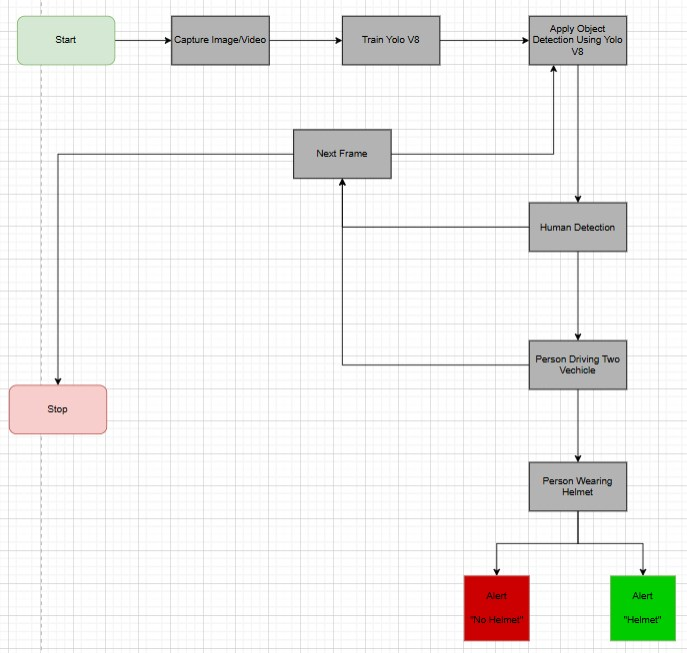 Start
Capture Image/Video
Train Yolo V8
Apply Object
Detection Using Yolo
V8
Next Frame
Human Detection
Person Driving Two
Vechicle
Stop
Person Wearing
Helmet
Alert
"No Helmet"
Alert
"Helmet"